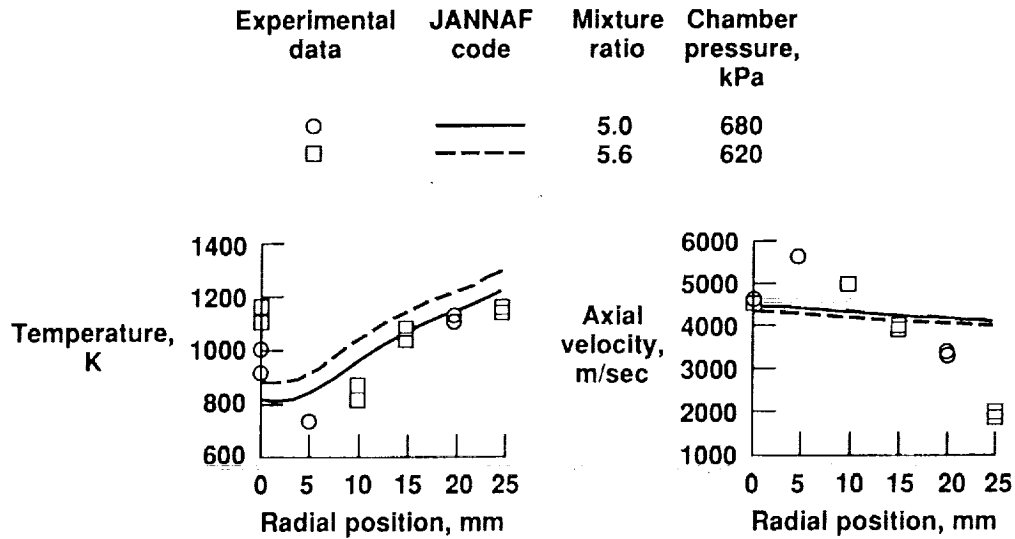 Experimental JANNAF Mixture Chamber
data code ratio pressure,
kPa
5.0 680
5.6 620
1400
1200
1000
800
600
Temperature,
K
0 5 10 15 20 25
Radial position, mm
6000
5000
4000
3000
2000
1000
Axial
velocity,
m/sec
0 5 10 15 20 25
Radial position, mm